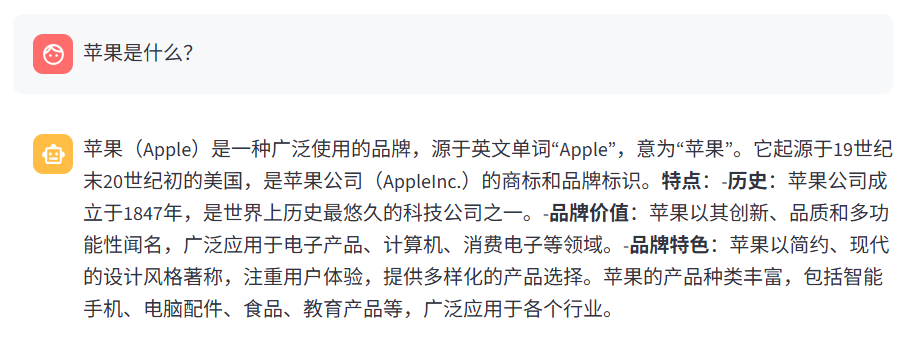 苹果是什么？
苹果（Apple）是一种广泛使用的品牌，源于英文单词“Apple”，意为“苹果”。它起源于19世纪
末20世纪初的美国，是苹果公司（AppleInc.）的商标和品牌标识。特点：-历史：苹果公司成
立于1847年，是世界上历史最悠久的科技公司之一。-品牌价值：苹果以其创新、品质和多功
能性闻名，广泛应用于电子产品、计算机、消费电子等领域。-品牌特色：苹果以简约、现代
的设计风格著称，注重用户体验，提供多样化的产品选择。苹果的产品种类丰富，包括智能
手机、电脑配件、食品、教育产品等，广泛应用于各个行业。